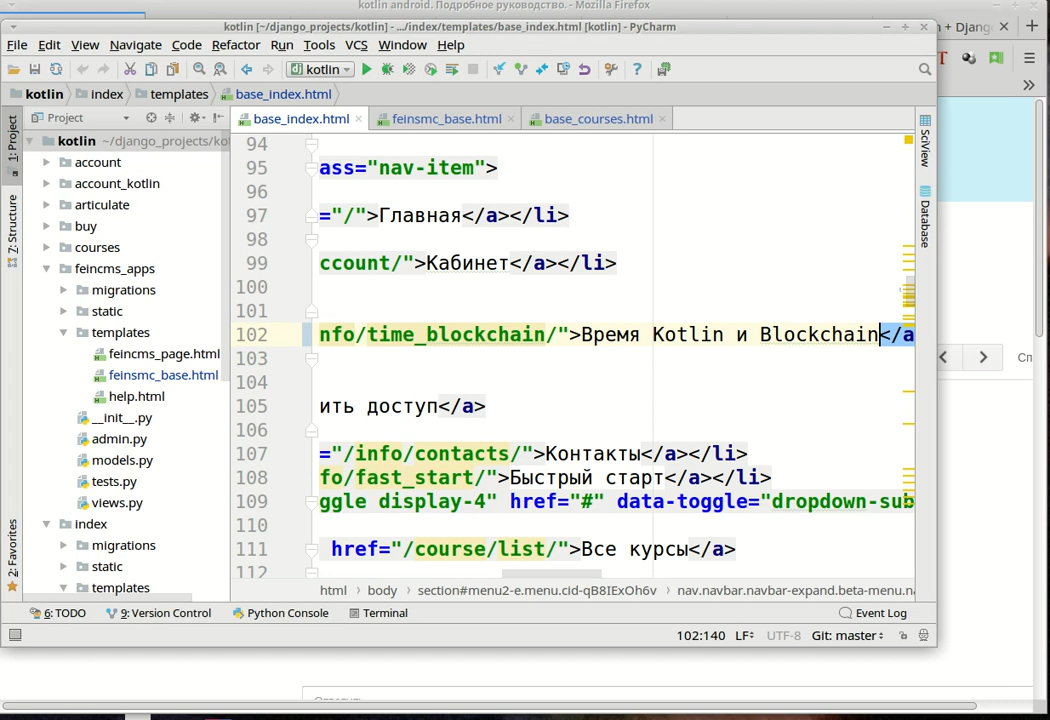 kotlin android. Подробное руководство. - Mozilla Firefox
kotlin [~/django_projects/kotlin] - .../index/templates/base_index.html [kotlin] - PyCharm
File Edit View Navigate Code Refactor Run Tools VCS Window Help
n + Djang
kotlin
kotlin index templates base_index.html
Project
base_index.html feinsmc_base.html base_courses.html
1: Project
7: Structure
2: Favorites
SciView
Database
kotlin ~/django_projects/ko
account
account_kotlin
articulate
buy
courses
feincms_apps
migrations
static
templates
feincms_page.html
feinsmc_base.html
help.html
__init__.py
admin.py
models.py
tests.py
views.py
index
migrations
static
templates
94
95 ass="nav-item">
96
97 ="/">Главная</a></li>
98
99 ccount/">Кабинет</a></li>
100
101
102 nfo/time_blockchain/">Время Kotlin и Blockchain</a
103
104
105 ить доступ</a>
106
107 ="/info/contacts/">Контакты</a></li>
108 fo/fast_start/">Быстрый старт</a></li>
109 ggle display-4" href="#" data-toggle="dropdown-sub
110
111 href="/course/list/">Все курсы</a>
112
Сп
html body section#menu2-e.menu.cid-qB8IExOh6v nav.navbar.navbar-expand.beta-menu.na
6: TODO 9: Version Control Python Console Terminal Event Log
102:140 LF UTF-8 Git: master